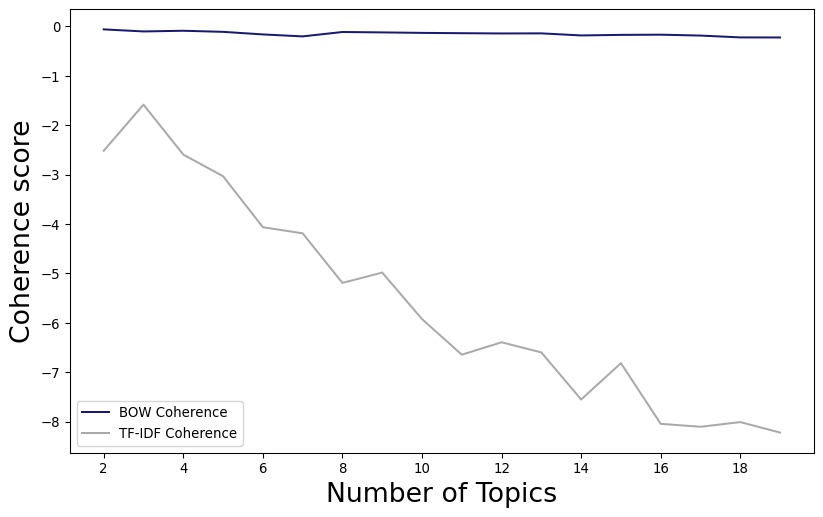 0
−1
−2
−3
−4
−5
−6
−7
−8
Coherence score
BOW Coherence
TF-IDF Coherence
2 4 6 8 10 12 14 16 18
Number of Topics